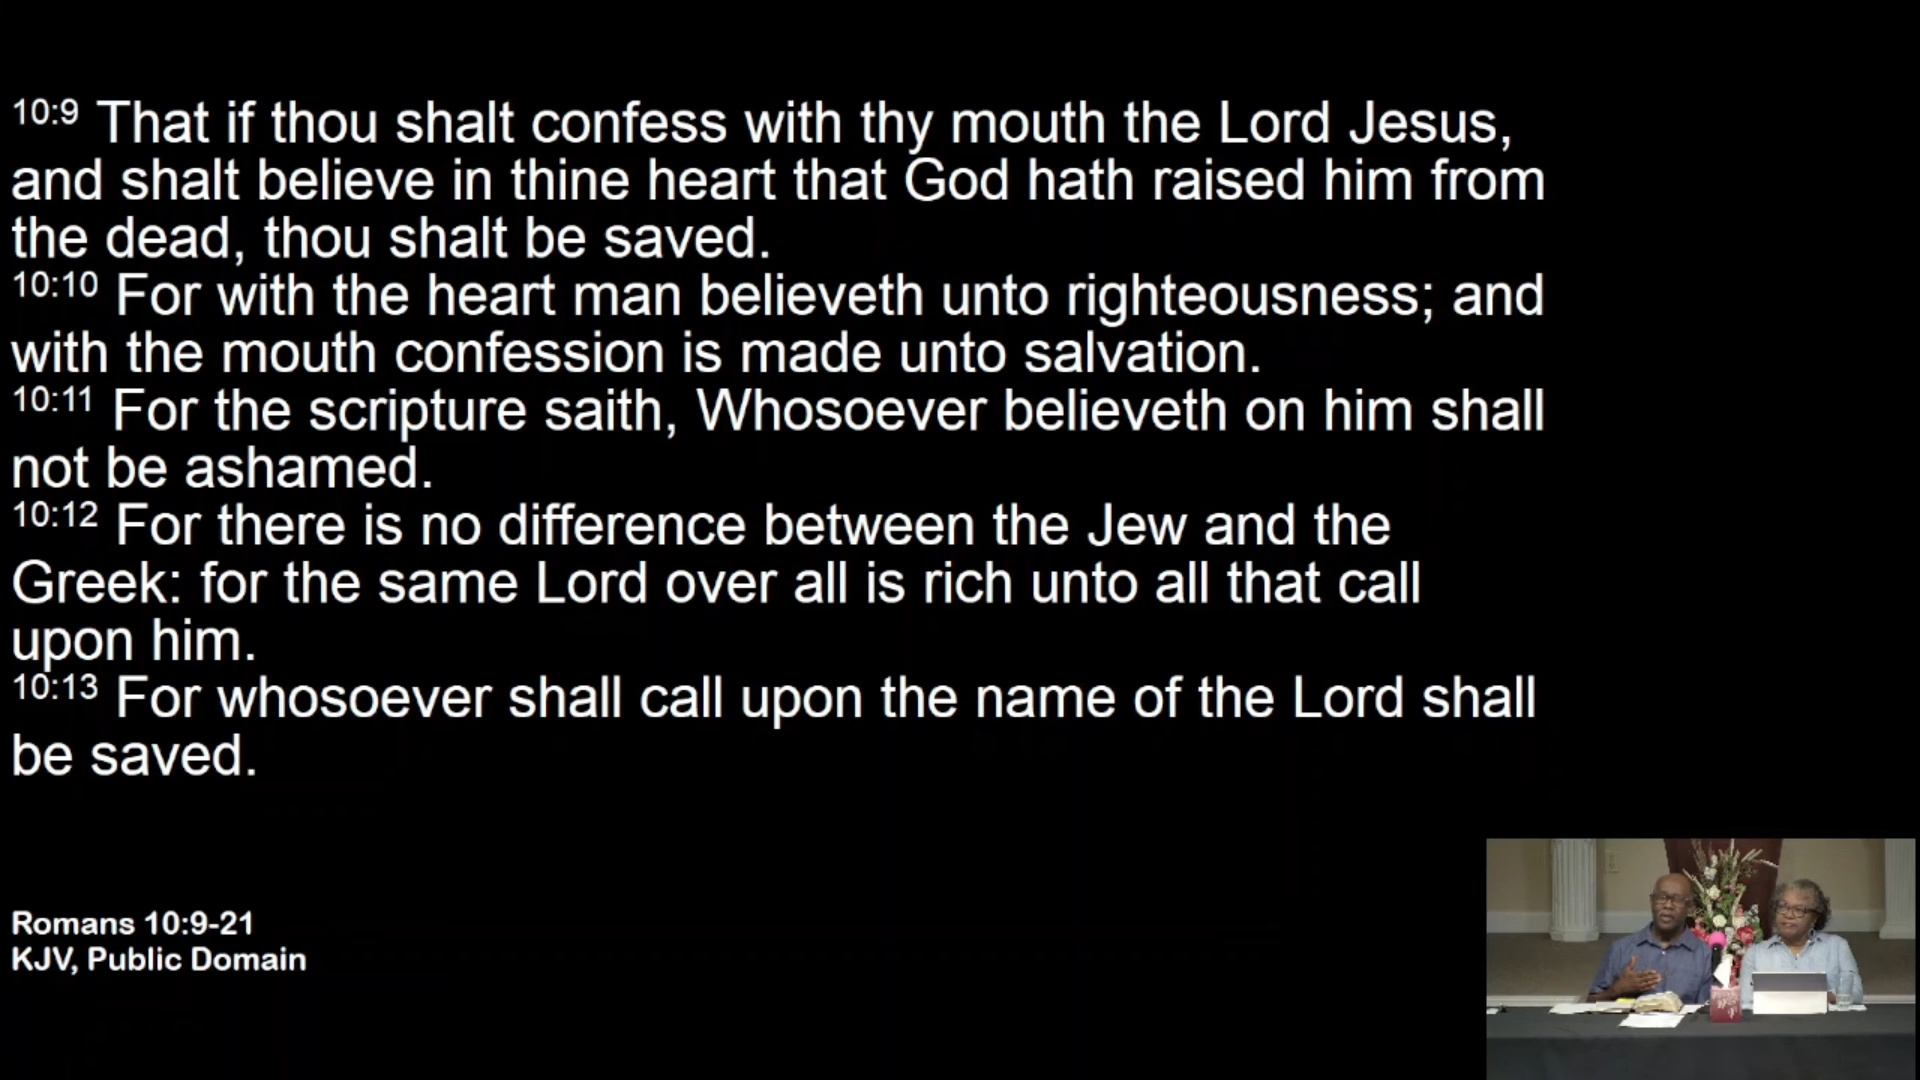 10:9 That if thou shalt confess with thy mouth the Lord Jesus,
and shalt believe in thine heart that God hath raised him from
the dead, thou shalt be saved.
10:10 For with the heart man believeth unto righteousness; and
with the mouth confession is made unto salvation.
10:11 For the scripture saith, Whosoever believeth on him shall
not be ashamed.
10:12 For there is no difference between the Jew and the
Greek: for the same Lord over all is rich unto all that call
upon him.
10:13 For whosoever shall call upon the name of the Lord shall
be saved.
Romans 10:9-21
KJV, Public Domain